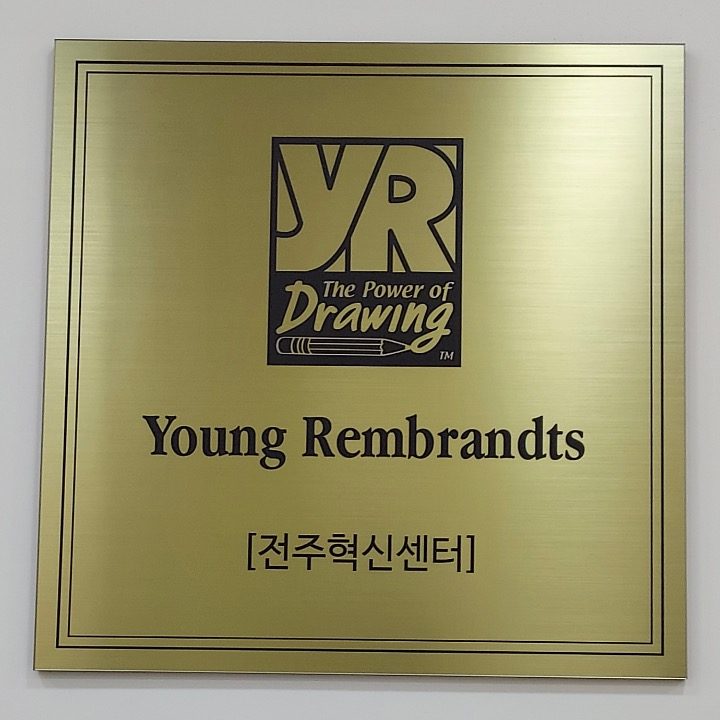 YR
The Power of
Drawing
TM
Young Rembrandts
[전주혁신센터]